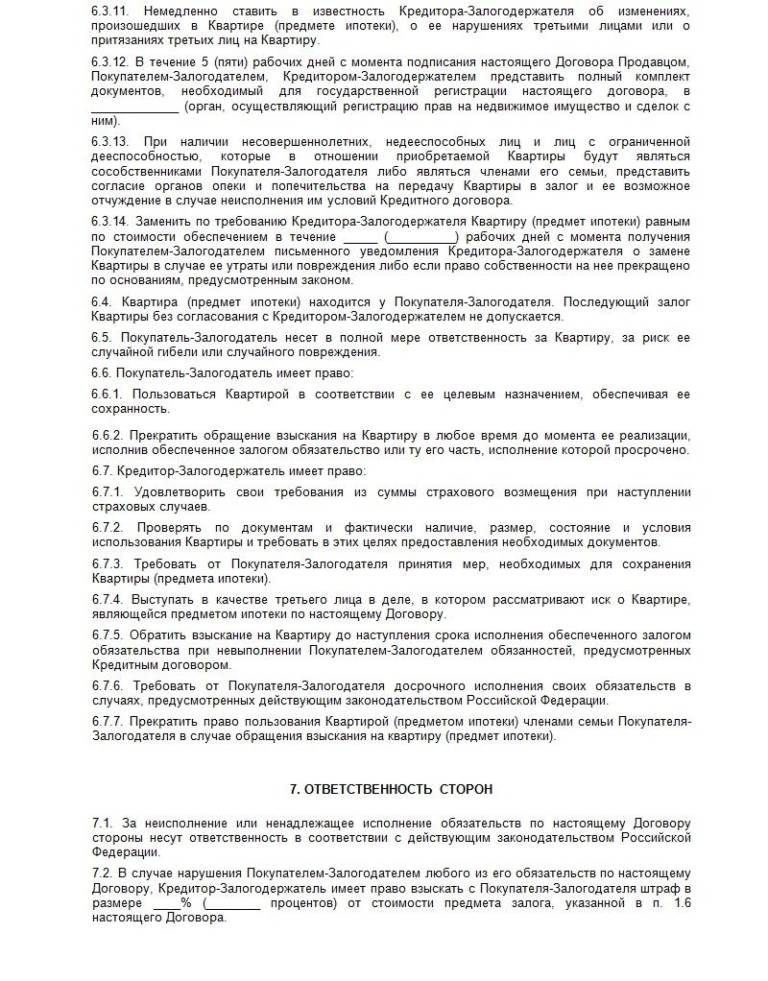 6.3.11. Немедленно ставить в известность Кредитора-Залогодержателя об изменениях,
произошедших в Квартире (предмете ипотеки), о ее нарушениях третьими лицами или о
притязаниях третьих лиц на Квартиру.
6.3.12. В течение 5 (пяти) рабочих дней с момента подписания настоящего Договора Продавцом,
Покупателем-Залогодателем, Кредитором-Залогодержателем представить полный комплект
документов, необходимый для государственной регистрации настоящего договора, в
_____________ (орган, осуществляющий регистрацию прав на недвижимое имущество и сделок с
ним).
6.3.13. При наличии несовершеннолетних, недееспособных лиц и лиц с ограниченной
дееспособностью, которые в отношении приобретаемой Квартиры будут являться
сособственниками Покупателя-Залогодателя либо являться членами его семьи, представить
согласие органов опеки и попечительства на передачу Квартиры в залог и ее возможное
отчуждение в случае неисполнения им условий Кредитного договора.
6.3.14. Заменить по требованию Кредитора-Залогодержателя Квартиру (предмет ипотеки) равным
по стоимости обеспечением в течение _____ (__________) рабочих дней с момента получения
Покупателем-Залогодателем письменного уведомления Кредитора-Залогодержателя о замене
Квартиры в случае ее утраты или повреждения либо если право собственности на нее прекращено
по основаниям, предусмотренным законом.
6.4. Квартира (предмет ипотеки) находится у Покупателя-Залогодателя. Последующий залог
Квартиры без согласования с Кредитором-Залогодержателем не допускается.
6.5. Покупатель-Залогодатель несет в полной мере ответственность за Квартиру, за риск ее
случайной гибели или случайного повреждения.
6.6. Покупатель-Залогодатель имеет право:
6.6.1. Пользоваться Квартирой в соответствии с ее целевым назначением, обеспечивая ее
сохранность.
6.6.2. Прекратить обращение взыскания на Квартиру в любое время до момента ее реализации,
исполнив обеспеченное залогом обязательство или ту его часть, исполнение которой просрочено.
6.7. Кредитор-Залогодержатель имеет право:
6.7.1. Удовлетворить свои требования из суммы страхового возмещения при наступлении
страховых случаев.
6.7.2. Проверять по документам и фактически наличие, размер, состояние и условия
использования Квартиры и требовать в этих целях предоставления необходимых документов.
6.7.3. Требовать от Покупателя-Залогодателя принятия мер, необходимых для сохранения
Квартиры (предмета ипотеки).
6.7.4. Выступать в качестве третьего лица в деле, в котором рассматривают иск о Квартире,
являющейся предметом ипотеки по настоящему Договору.
6.7.5. Обратить взыскание на Квартиру до наступления срока исполнения обеспеченного залогом
обязательства при невыполнении Покупателем-Залогодателем обязанностей, предусмотренных
Кредитным договором.
6.7.6. Требовать от Покупателя-Залогодателя досрочного исполнения своих обязательств в
случаях, предусмотренных действующим законодательством Российской Федерации.
6.7.7. Прекратить право пользования Квартирой (предметом ипотеки) членами семьи Покупателя-
Залогодателя в случае обращения взыскания на квартиру (предмет ипотеки).
7. ОТВЕТСТВЕННОСТЬ СТОРОН
7.1. За неисполнение или ненадлежащее исполнение обязательств по настоящему Договору
стороны несут ответственность в соответствии с действующим законодательством Российской
Федерации.
7.2. В случае нарушения Покупателем-Залогодателем любого из его обязательств по настоящему
Договору, Кредитор-Залогодержатель имеет право взыскать с Покупателя-Залогодателя штраф в
размере ____% (________ процентов) от стоимости предмета залога, указанной в п. 1.6
настоящего Договора.